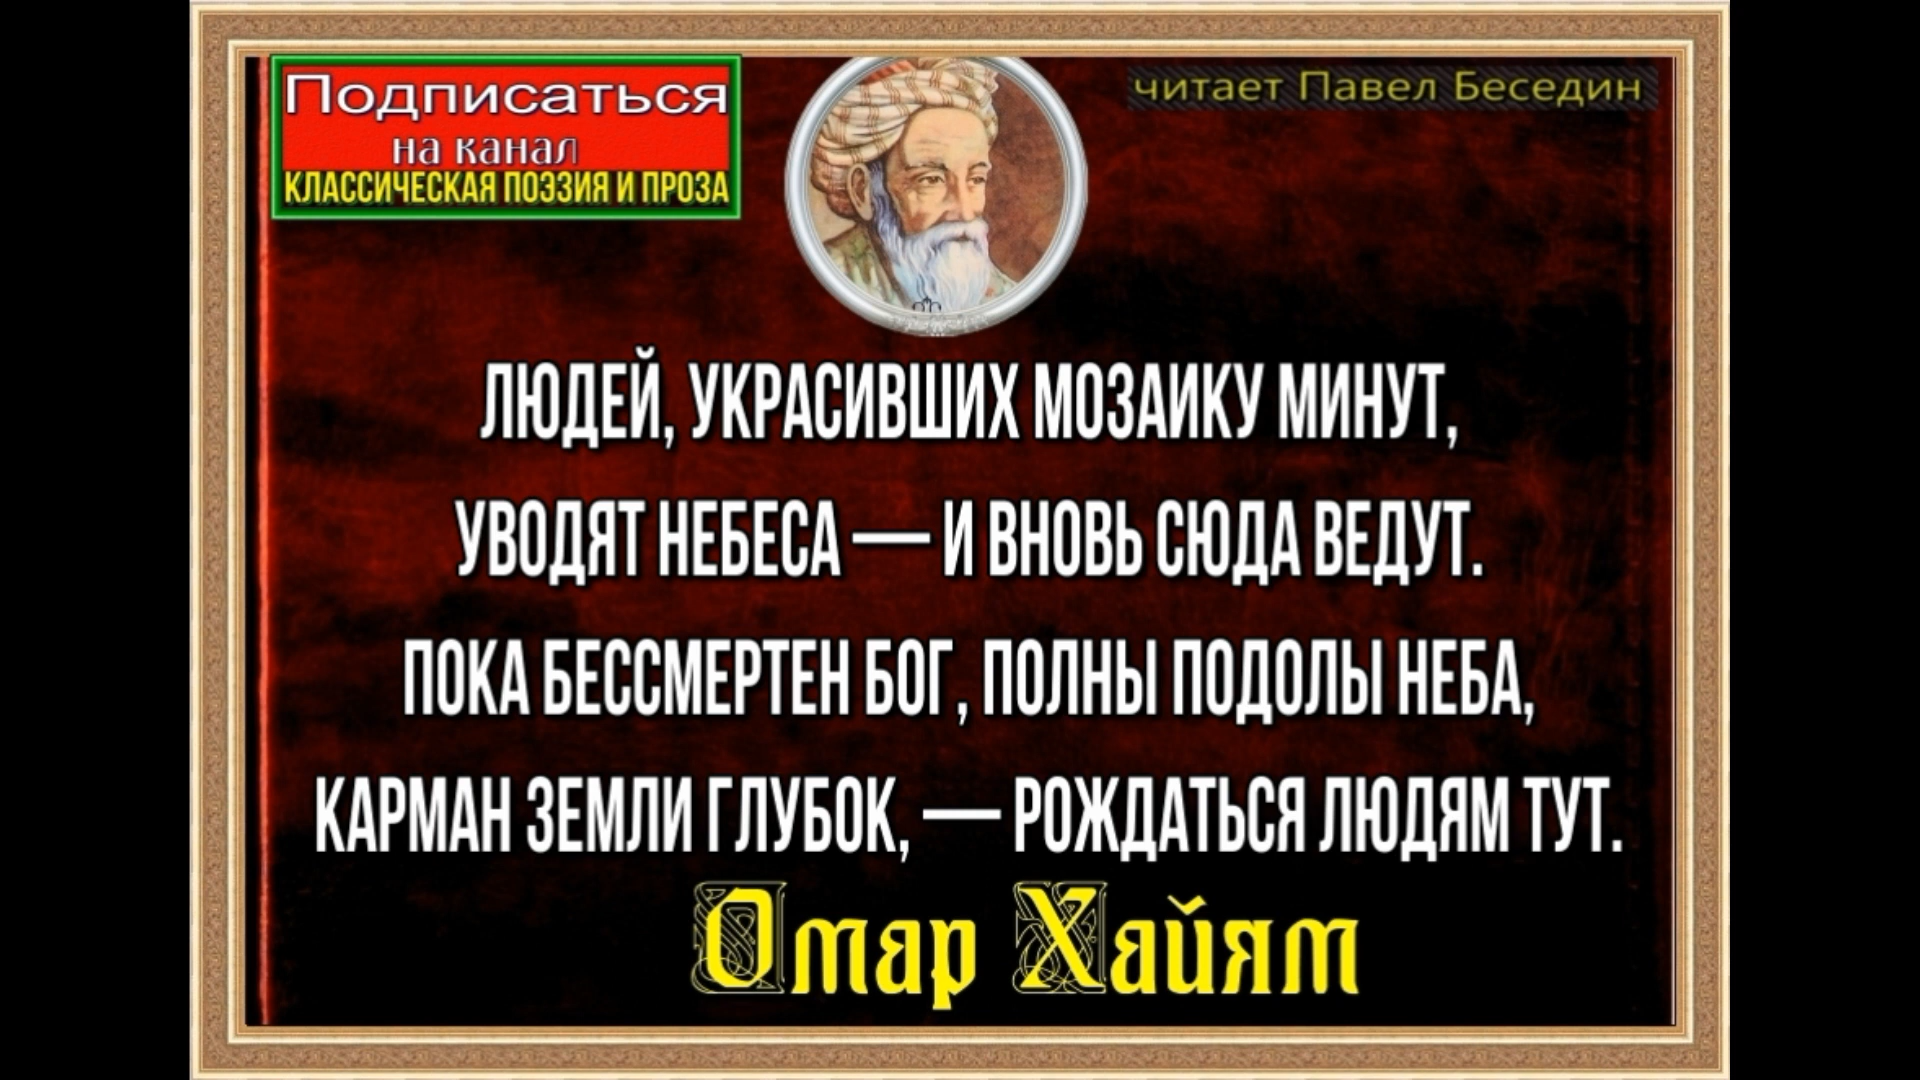 Подписаться
на канал
КЛАССИЧЕСКАЯ ПОЭЗИЯ И ПРОЗА
читает Павел Беседин
ЛЮДЕЙ, УКРАСИВШИХ МОЗАИКУ МИНУТ,
УВОДЯТ НЕБЕСА — И ВНОВЬ СЮДА ВЕДУТ.
ПОКА БЕССМЕРТЕН БОГ, ПОЛНЫ ПОДОЛЫ НЕБА,
КАРМАН ЗЕМЛИ ГЛУБОК, — РОЖДАТЬСЯ ЛЮДЯМ ТУТ.
Омар Хайям